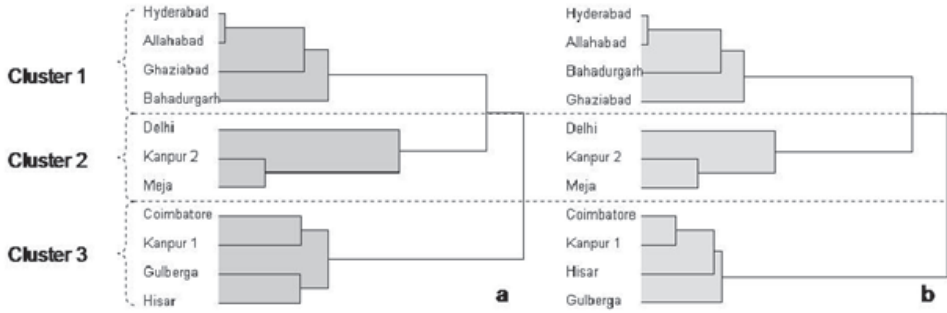 Cluster 1
Cluster 2
Cluster 3
Hyderabad
Allahabad
Ghaziabad
Bahadurgarh
Delhi
Kanpur 2
Meja
Coimbatore
Kanpur 1
Gulberga
Hisar
a
Hyderabad
Allahabad
Bahadurgarh
Ghaziabad
Delhi
Kanpur 2
Meja
Coimbatore
Kanpur 1
Hisar
Gulberga
b